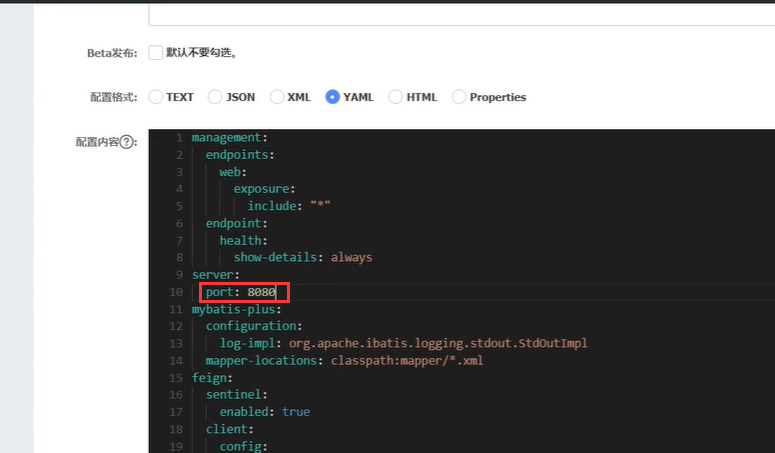 Beta发布: 默认不要勾选。
配置格式: TEXT JSON XML YAML HTML Properties
配置内容?:
1 management:
2 endpoints:
3 web:
4 exposure:
5 include: "*"
6 endpoint:
7 health:
8 show-details: always
9 server:
10 port: 8080
11 mybatis-plus:
12 configuration:
13 log-impl: org.apache.ibatis.logging.stdout.StdOutImpl
14 mapper-locations: classpath:mapper/*.xml
15 feign:
16 sentinel:
17 enabled: true
18 client:
19 config: